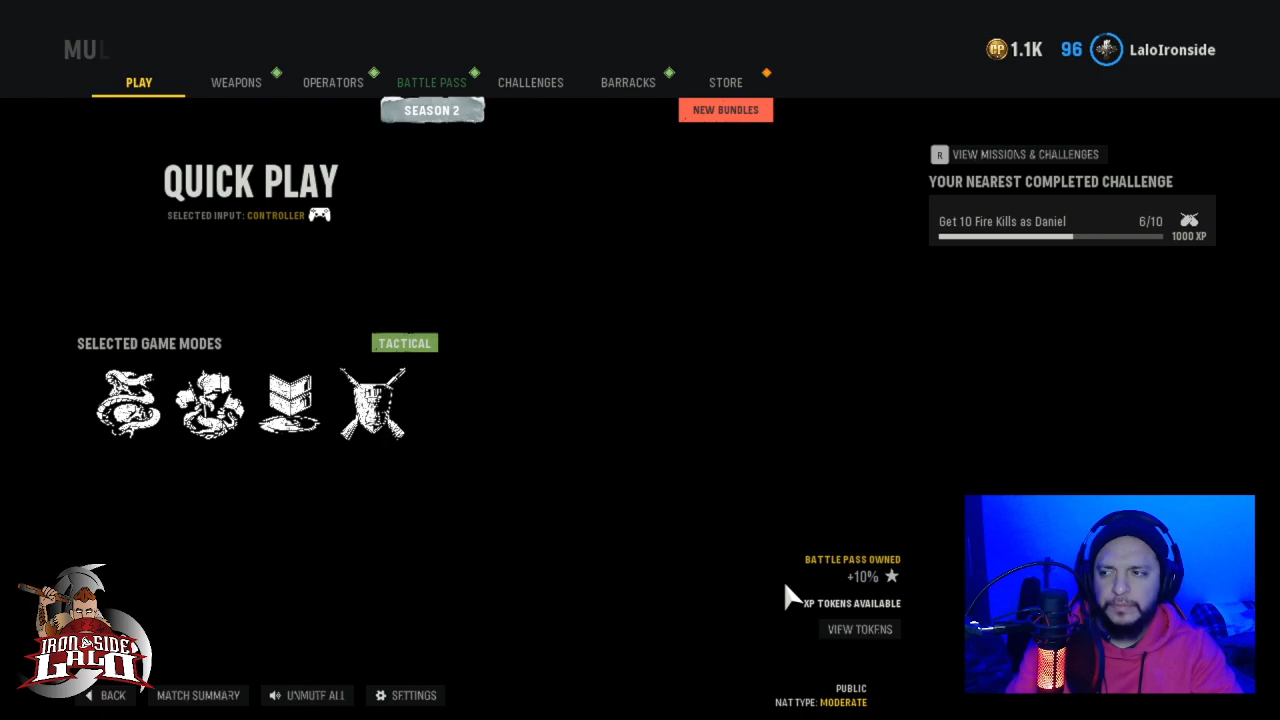 MUL
CP 1.1K 96 LaloIronside
PLAY WEAPONS OPERATORS BATTLE PASS CHALLENGES BARRACKS STORE
SEASON 2 NEW BUNDLES
QUICK PLAY
SELECTED INPUT: CONTROLLER
R VIEW MISSIONS & CHALLENGES
YOUR NEAREST COMPLETED CHALLENGE
Get 10 Fire Kills as Daniel 6/10
1000 XP
SELECTED GAME MODES TACTICAL
BATTLE PASS OWNED
+10%
XP TOKENS AVAILABLE
VIEW TOKENS
IRON SIDE
LALO
BACK MATCH SUMMARY UNMUTE ALL SETTINGS
PUBLIC
NAT TYPE: MODERATE